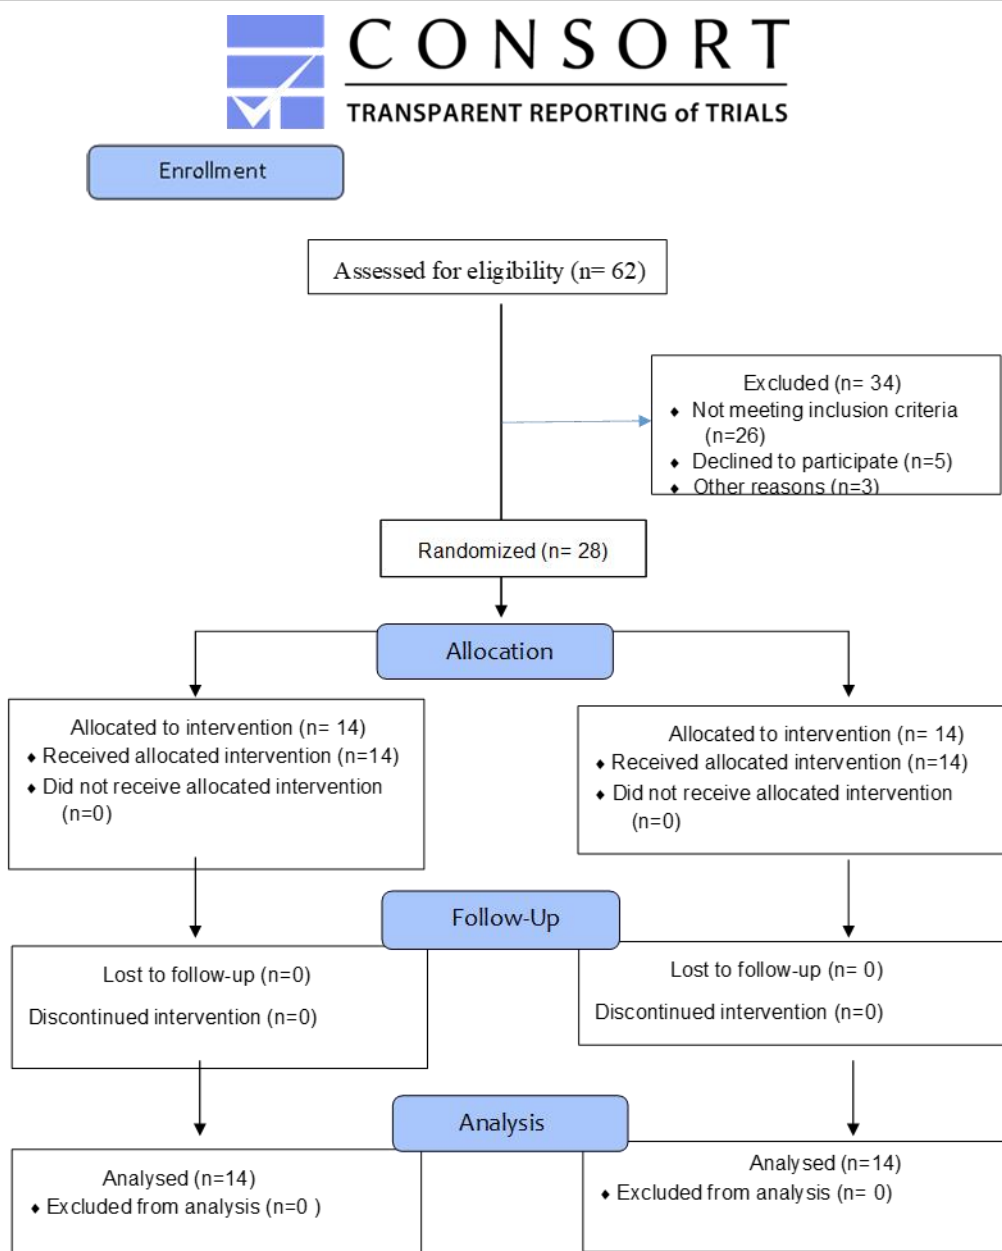 CONSORT
TRANSPARENT REPORTING of TRIALS
Enrollment
Assessed for eligibility (n= 62)
Excluded (n= 34)
♦ Not meeting inclusion criteria
(n=26)
♦ Declined to participate (n=5)
♦ Other reasons (n=3)
Randomized (n= 28)
Allocation
Allocated to intervention (n= 14)
♦ Received allocated intervention (n=14)
♦ Did not receive allocated intervention
(n=0)
Allocated to intervention (n= 14)
♦ Received allocated intervention (n=14)
♦ Did not receive allocated intervention
(n=0)
Follow-Up
Lost to follow-up (n=0)
Discontinued intervention (n=0)
Lost to follow-up (n= 0)
Discontinued intervention (n=0)
Analysis
Analysed (n=14)
♦ Excluded from analysis (n=0 )
Analysed (n=14)
♦ Excluded from analysis (n= 0)